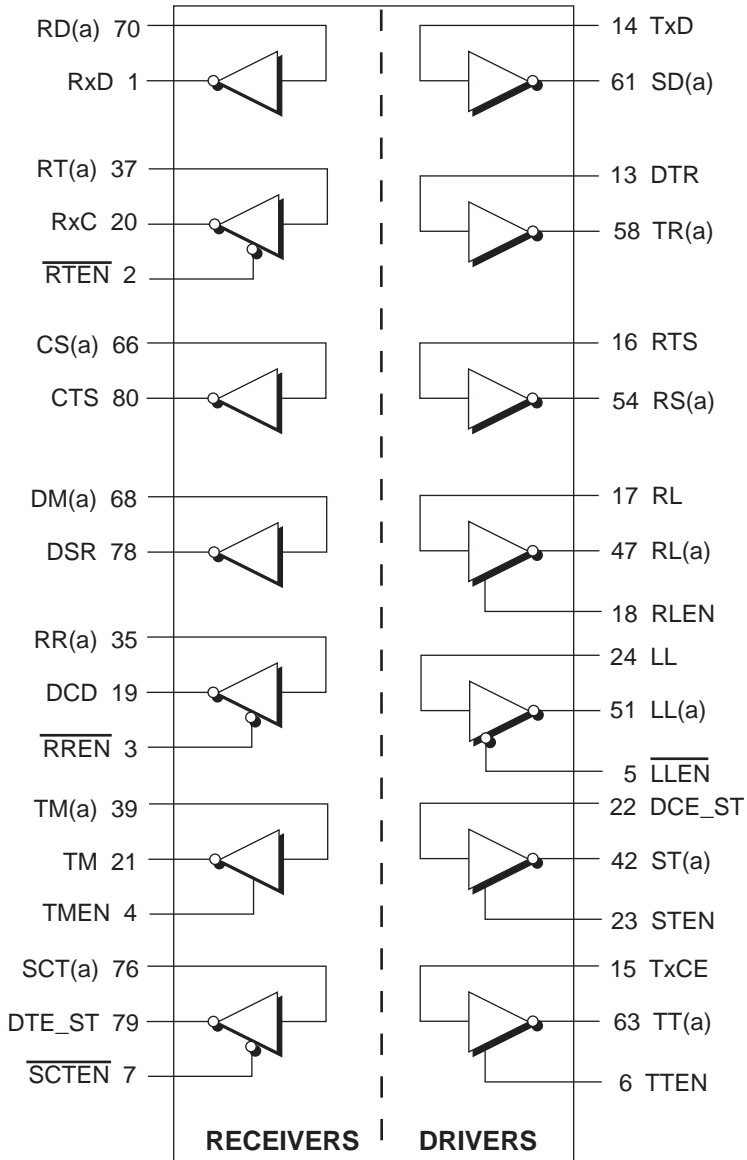 RD(a) 70
RxD 1
RT(a) 37
RxC 20
RTEN 2
CS(a) 66
CTS 80
DM(a) 68
DSR 78
RR(a) 35
DCD 19
RREN 3
TM(a) 39
TM 21
TMEN 4
SCT(a) 76
DTE_ST 79
SCTEN 7
RECEIVERS
14 TxD
61 SD(a)
13 DTR
58 TR(a)
16 RTS
54 RS(a)
17 RL
47 RL(a)
18 RLEN
24 LL
51 LL(a)
5 LLEN
22 DCE_ST
42 ST(a)
23 STEN
15 TxCE
63 TT(a)
6 TTEN
DRIVERS